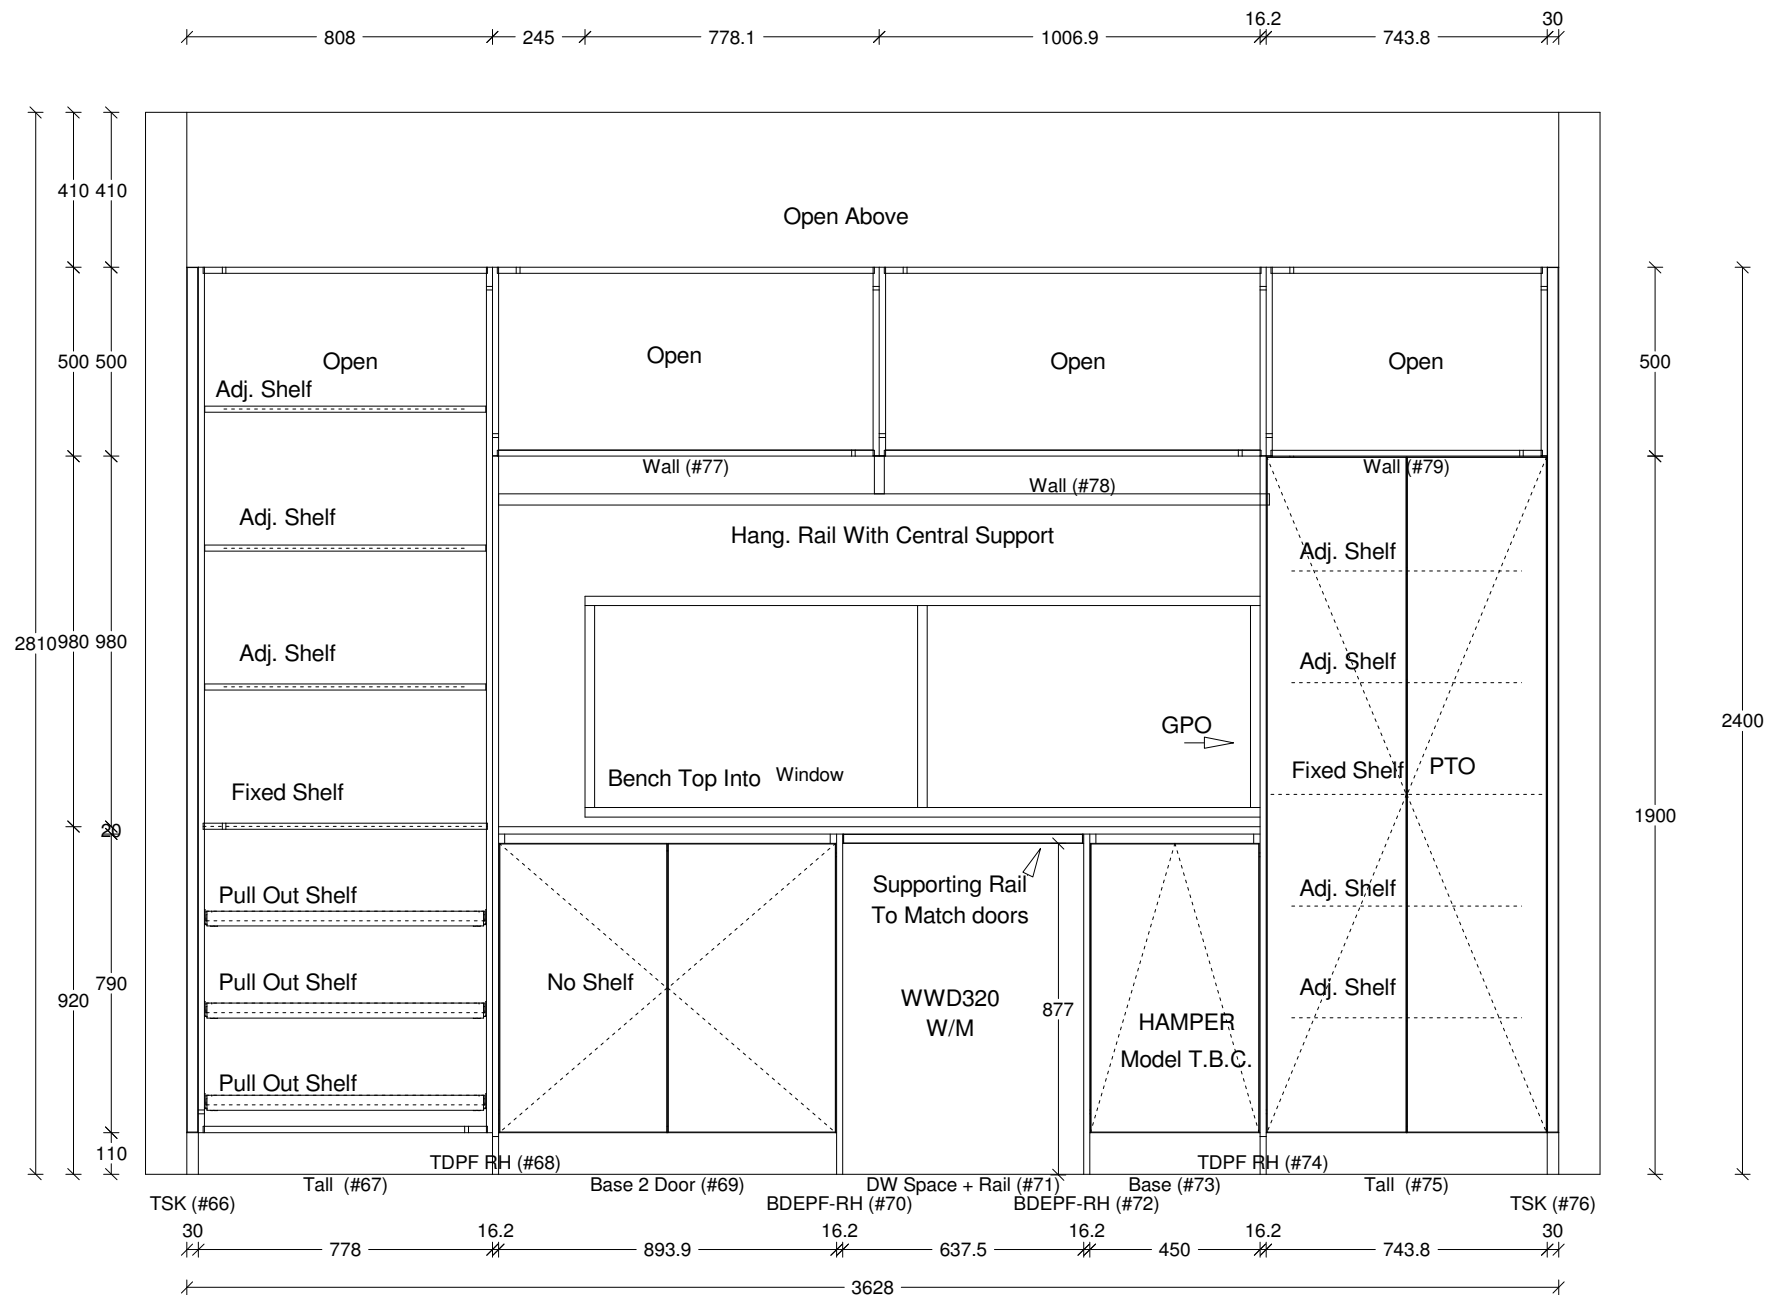 16.2 30
808 245 778.1 1006.9 743.8
410 410
Open Above
500 500
Open
Open
Open
Open
500
Adj. Shelf
Wall (#77)
Wall (#78)
Wall (#79)
Adj. Shelf
Hang. Rail With Central Support
Adj. Shelf
2810 980 980
Adj. Shelf
Adj. Shelf
2400
GPO
Bench Top Into Window
Fixed Shelf PTO
Fixed Shelf
20
1900
Pull Out Shelf
Supporting Rail
To Match doors
Adj. Shelf
Pull Out Shelf
No Shelf
920 790
WWD320
W/M
877
HAMPER
Model T.B.C.
Adj. Shelf
Pull Out Shelf
110
TDPF RH (#68)
TDPF RH (#74)
Tall (#67)
Base 2 Door (#69)
DW Space + Rail (#71)
Base (#73)
Tall (#75)
TSK (#66)
BDEPF-RH (#70)
BDEPF-RH (#72)
TSK (#76)
30 16.2 16.2 16.2 16.2 30
778 893.9 637.5 450 743.8
3628